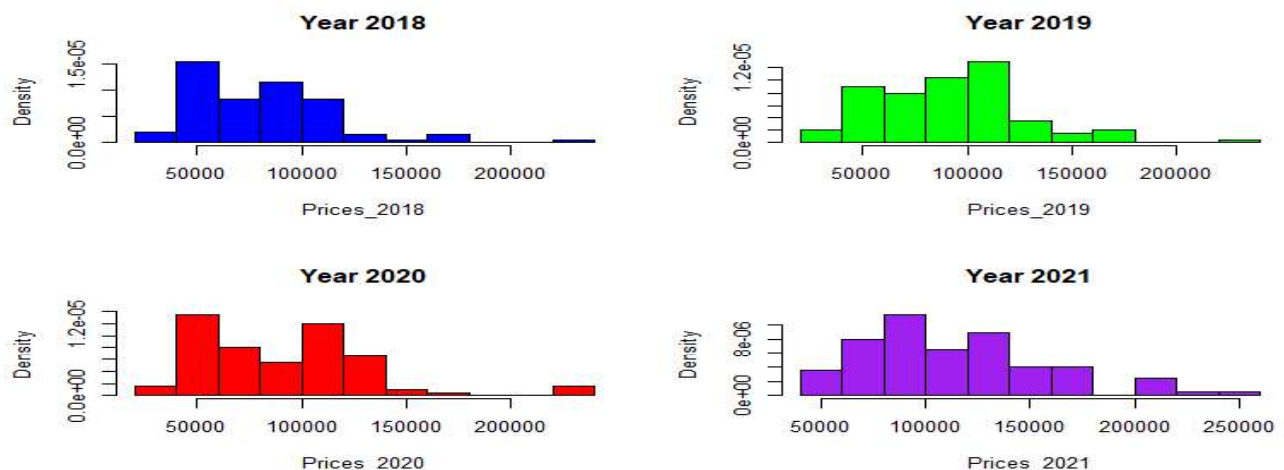 Year 2018
Density
0.0e+00 1.5e-05
50000 100000 150000 200000
Prices_2018
Year 2019
Density
0.0e+00 1.2e-05
50000 100000 150000 200000
Prices_2019
Year 2020
Density
0.0e+00 1.2e-05
50000 100000 150000 200000
Prices_2020
Year 2021
Density
0e+00 8e-06
50000 100000 150000 200000 250000
Prices_2021